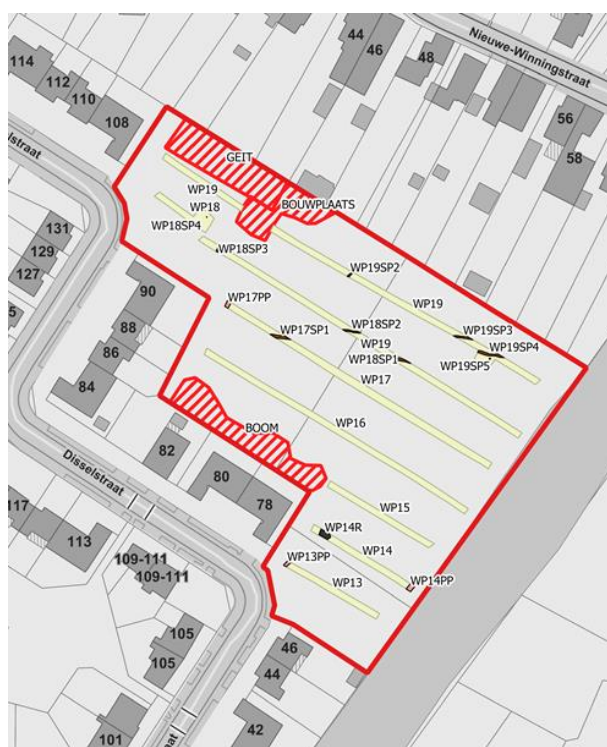 44
46
Nieuwe-Winningstraat
48
114
112
110
108
56
58
GEIT
WP19
BOUWPLAATS
WP18
WP18SP4
131
129
127
WP18SP3
WP19SP2
90
WP17PP
WP19
WP17SP1
WP18SP2
WP19SP3
88
WP19
WP19SP4
86
WP18SP1
WP19SP5
84
WP17
WP16
BOOM
82
Disselstraat
80
78
WP15
117
113
WP14R
WP14
109-111
109-111
WP13PP
WP13
WP14PP
105
105
46
44
101
42